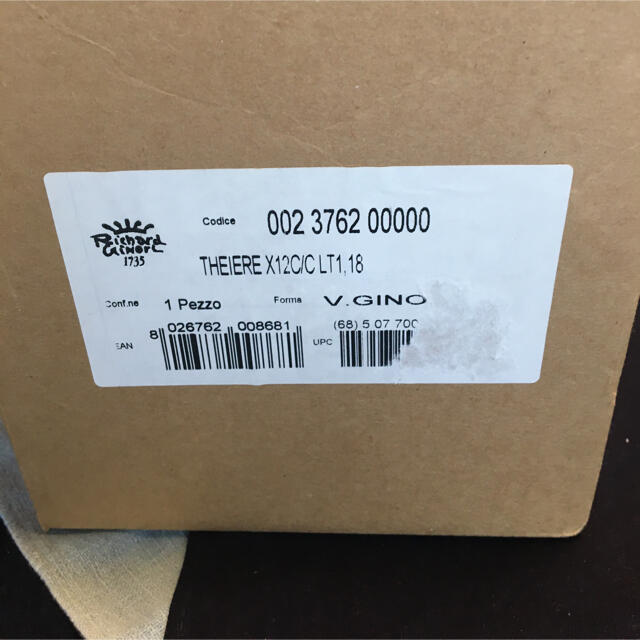 Richard
Ginori
1735
Codice 002 3762 00000
THEIERE X12C/C LT1,18
Conf.ne 1 Pezzo Forma V.GINO
EAN 8 026762 008681
UPC (68) 5 07 700